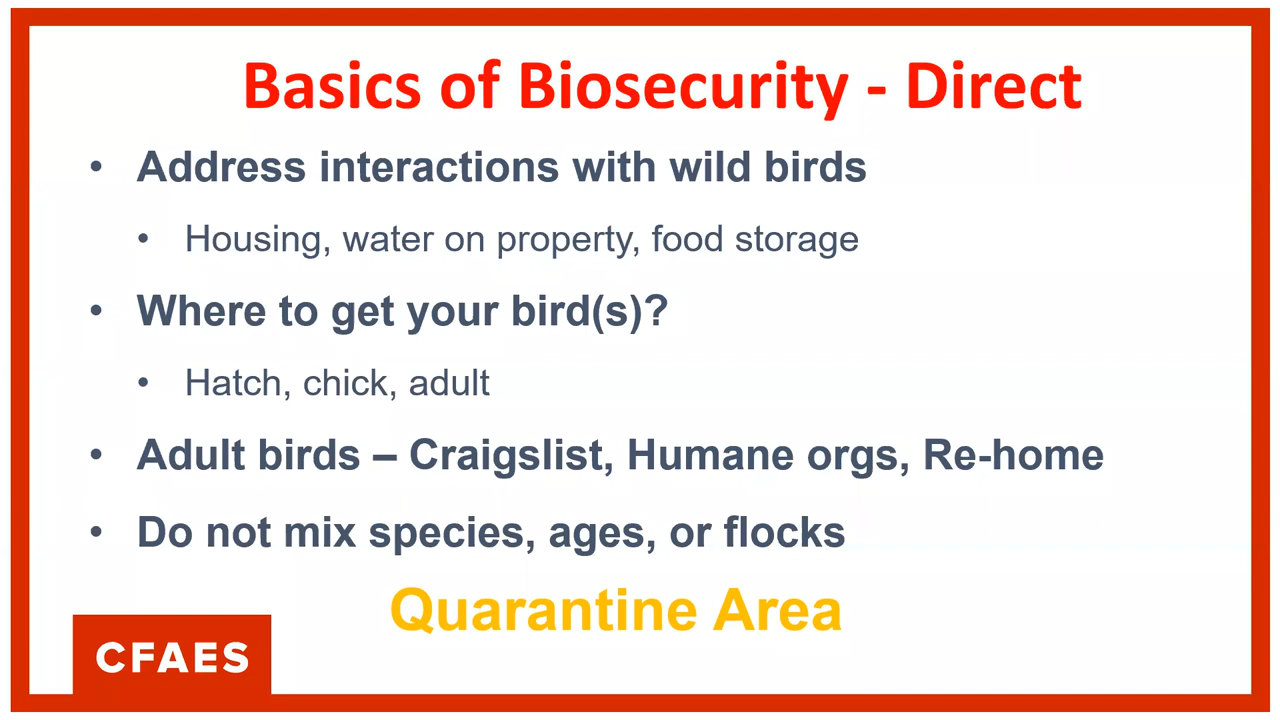 Basics of Biosecurity - Direct
• Address interactions with wild birds
• Housing, water on property, food storage
• Where to get your bird(s)?
• Hatch, chick, adult
• Adult birds – Craigslist, Humane orgs, Re-home
• Do not mix species, ages, or flocks
Quarantine Area
CFAES